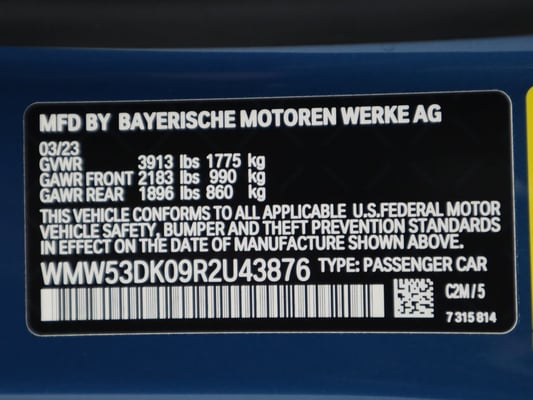 MFD BY BAYERISCHE MOTOREN WERKE AG
03/23
GVWR 3913 lbs 1775 kg
GAWR FRONT 2183 lbs 990 kg
GAWR REAR 1896 lbs 860 kg
THIS VEHICLE CONFORMS TO ALL APPLICABLE U.S.FEDERAL MOTOR
VEHICLE SAFETY, BUMPER AND THEFT PREVENTION STANDARDS
IN EFFECT ON THE DATE OF MANUFACTURE SHOWN ABOVE.
WMW53DK09R2U43876 TYPE: PASSENGER CAR
C2M / 5
7 315 814